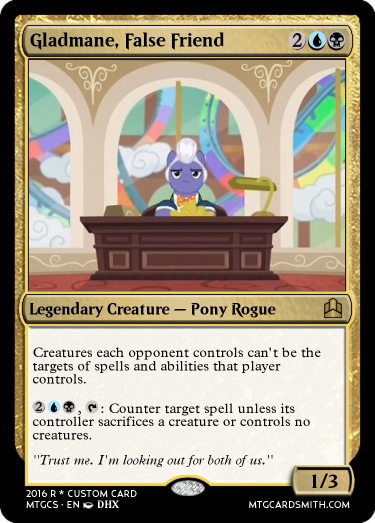 Gladmane, False Friend 2
Legendary Creature — Pony Rogue
Creatures each opponent controls can't be the
targets of spells and abilities that player
controls.
2, : Counter target spell unless its
controller sacrifices a creature or controls no
creatures.
"Trust me. I'm looking out for both of us."
1/3
2016 R * CUSTOM CARD
MTGCS · EN DHX MTGCARDSMITH.COM